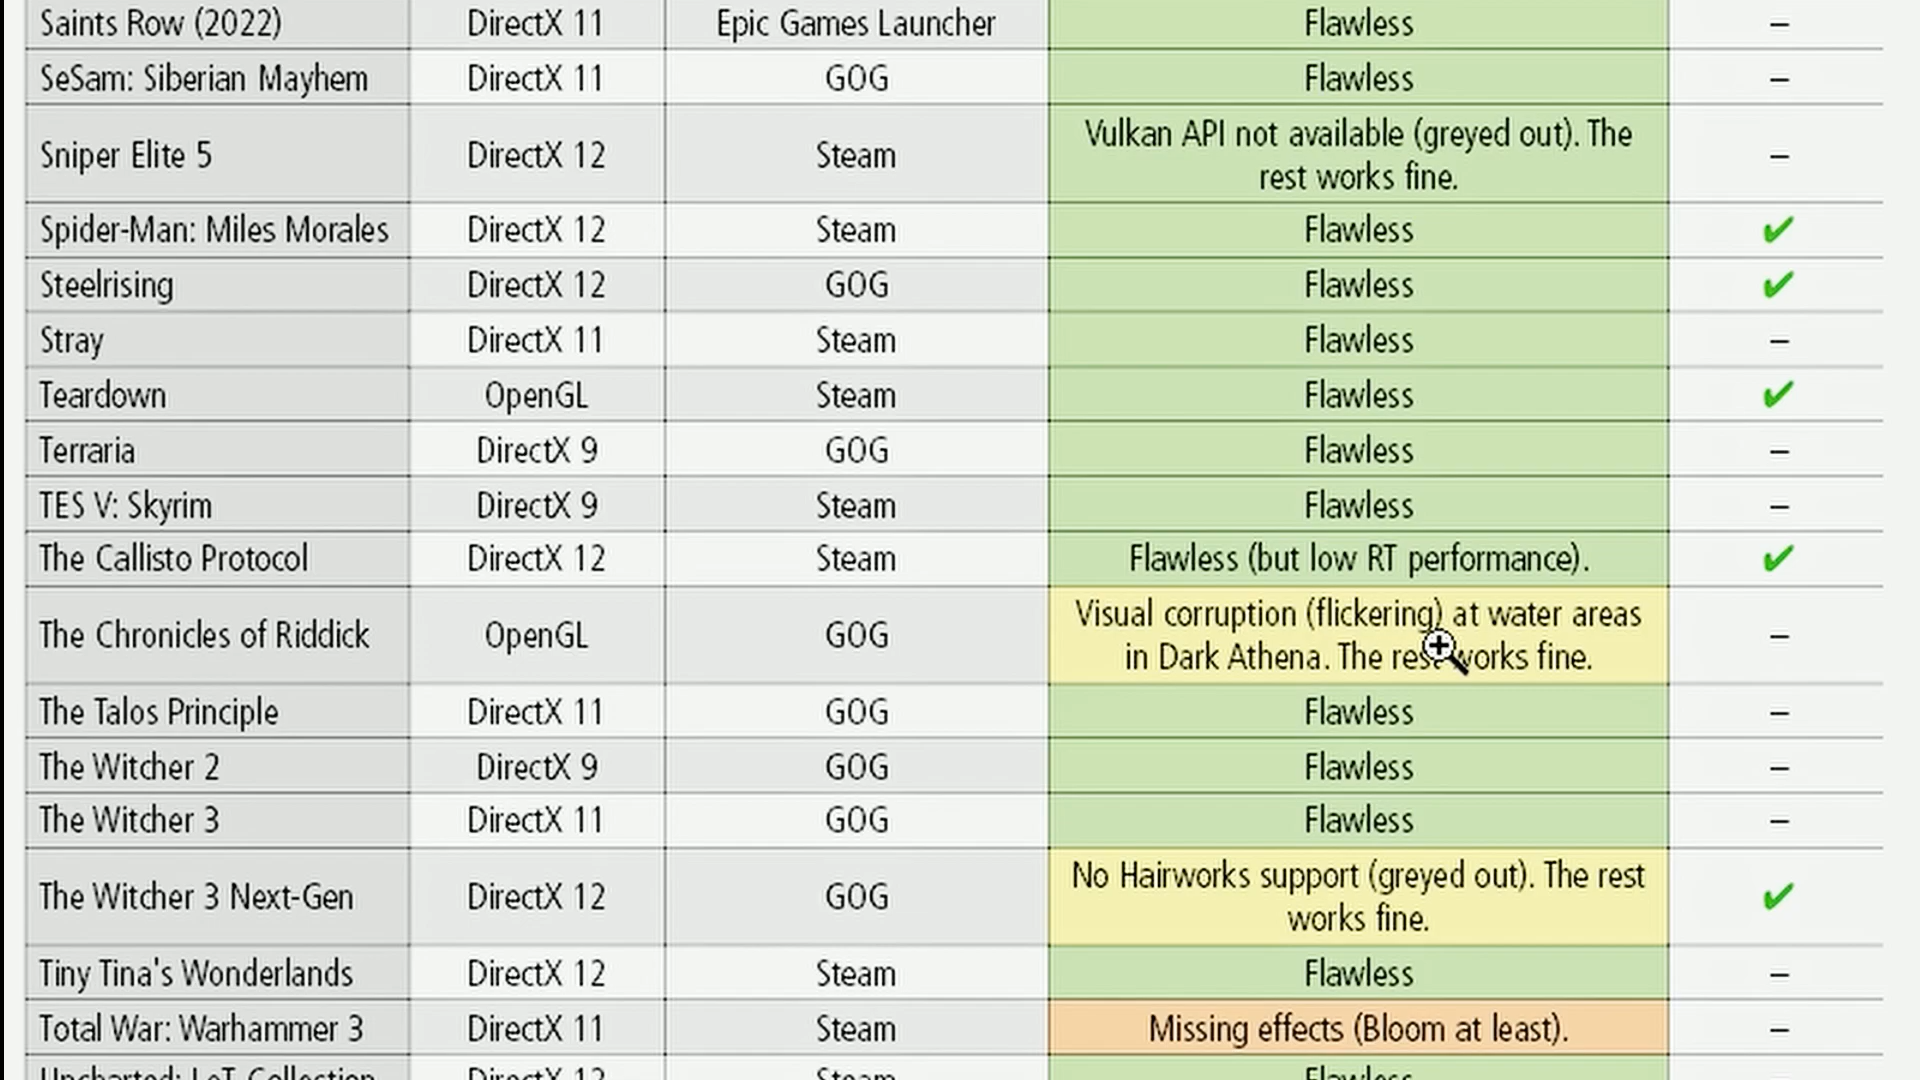 Saints Row (2022) DirectX 11 Epic Games Launcher Flawless –
SeSam: Siberian Mayhem DirectX 11 GOG Flawless –
Sniper Elite 5 DirectX 12 Steam Vulkan API not available (greyed out). The
rest works fine. –
Spider-Man: Miles Morales DirectX 12 Steam Flawless ✔
Steelrising DirectX 12 GOG Flawless ✔
Stray DirectX 11 Steam Flawless –
Teardown OpenGL Steam Flawless ✔
Terraria DirectX 9 GOG Flawless –
TES V: Skyrim DirectX 9 Steam Flawless –
The Callisto Protocol DirectX 12 Steam Flawless (but low RT performance). ✔
The Chronicles of Riddick OpenGL GOG Visual corruption (flickering) at water areas
in Dark Athena. The rest works fine. –
The Talos Principle DirectX 11 GOG Flawless –
The Witcher 2 DirectX 9 GOG Flawless –
The Witcher 3 DirectX 11 GOG Flawless –
The Witcher 3 Next-Gen DirectX 12 GOG No Hairworks support (greyed out). The rest
works fine. ✔
Tiny Tina's Wonderlands DirectX 12 Steam Flawless –
Total War: Warhammer 3 DirectX 11 Steam Missing effects (Bloom at least). –
Uncharted: LoT Collection DirectX 12 Steam Flawless